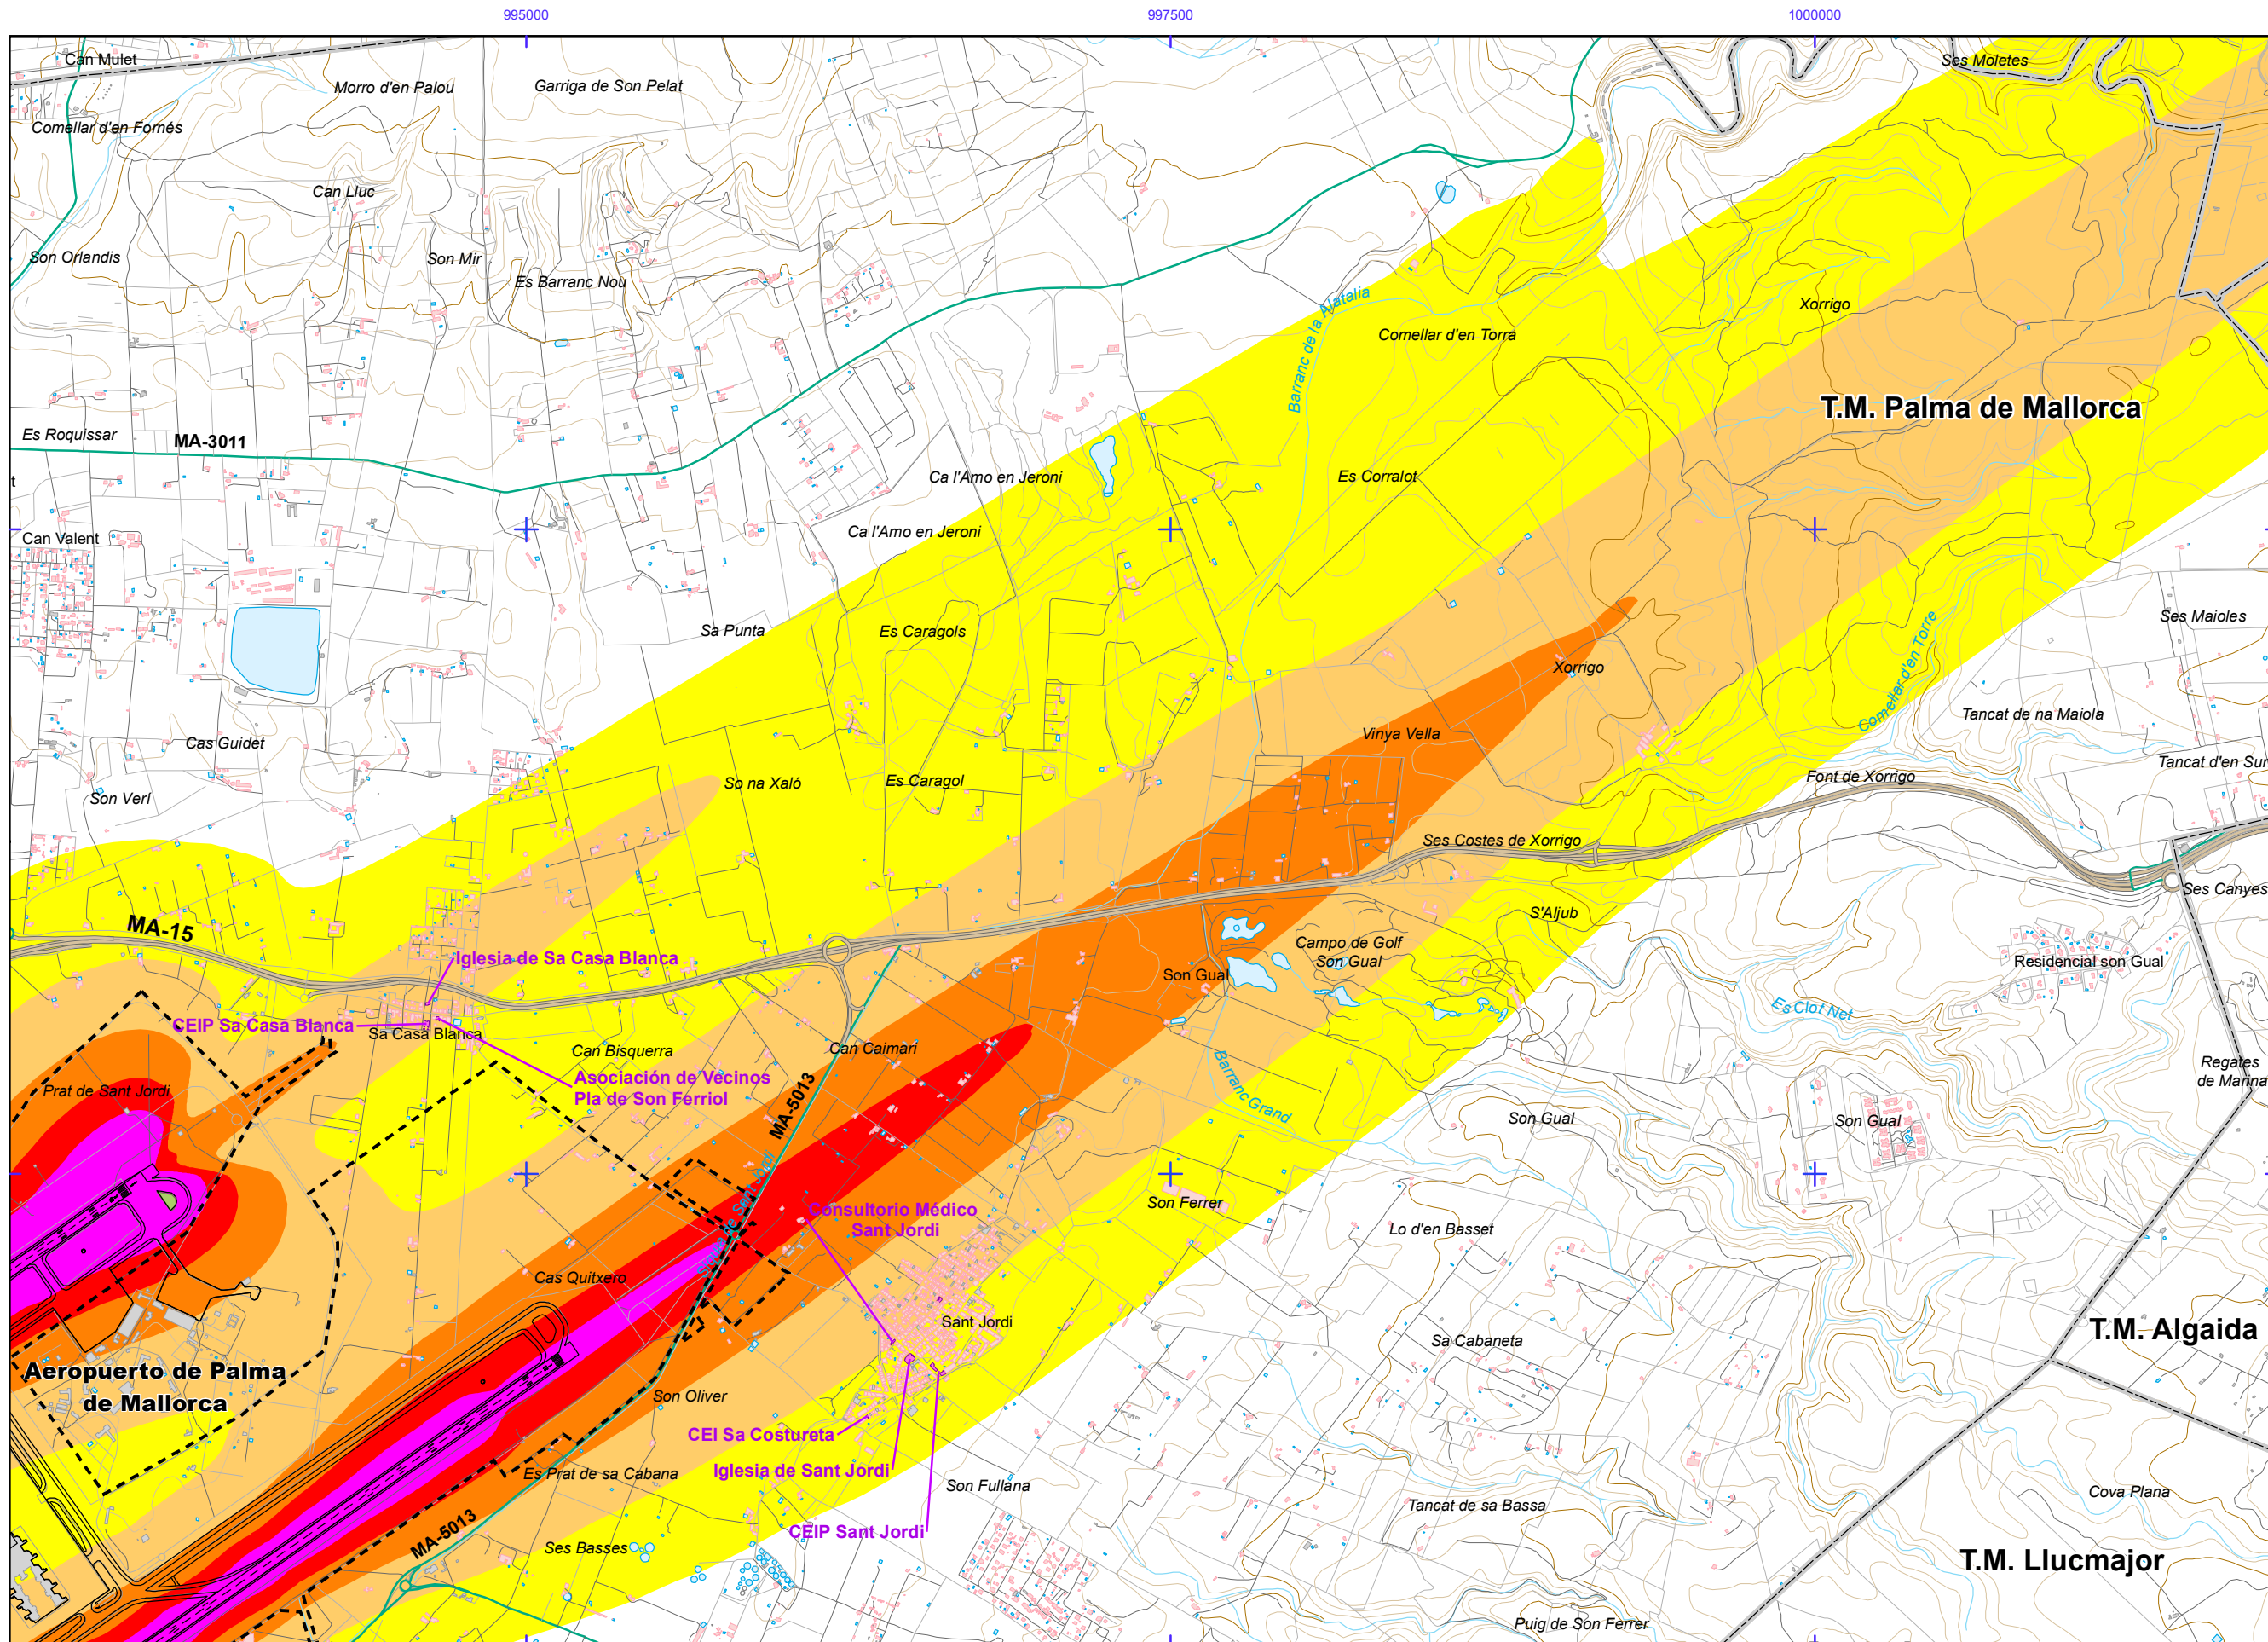 995000
997500
1000000
Can Mulet
Morro d'en Palou
Garriga de Son Pelat
Ses Moletes
Comellar d'en Fornés
Can Lluc
Son Orlandis
Son Mir
Es Barranc Nou
Barranc de la Alatalia
Xorrigo
Comellar d'en Torra
T.M. Palma de Mallorca
Es Roquissar
MA-3011
Ca l'Amo en Jeroni
Es Corralot
t
Can Valent
Ca l'Amo en Jeroni
Sa Punta
Es Caragols
Ses Maioles
Comellar d'en Torre
Xorrigo
Tancat de na Maiola
Vinya Vella
Cas Guidet
Tancat d'en Sur
Font de Xorrigo
So na Xaló
Es Caragol
Son Verí
Ses Costes de Xorrigo
Ses Canyes
S'Aljub
MA-15
Campo de Golf
Son Gual
Iglesia de Sa Casa Blanca
Son Gual
Residencial son Gual
Es Clot Net
CEIP Sa Casa Blanca
Sa Casa Blanca
Can Bisquerra
Can Caimari
Regates
de Marina
Asociación de Vecinos
Pla de Son Ferriol
Prat de Sant Jordi
MA-5013
Barranc Grand
Son Gual
Son Gual
Son Ferrer
Consultorio Médico
Sant Jordi
Lo d'en Basset
Cas Quitxero
Sant Jordi
T.M. Algaida
Sa Cabaneta
Aeropuerto de Palma
de Mallorca
Son Oliver
CEI Sa Costureta
Iglesia de Sant Jordi
Es Prat de sa Cabana
Son Fullana
Cova Plana
Tancat de sa Bassa
CEIP Sant Jordi
MA-5013
Ses Basses
T.M. Llucmajor
Puig de Son Ferrer